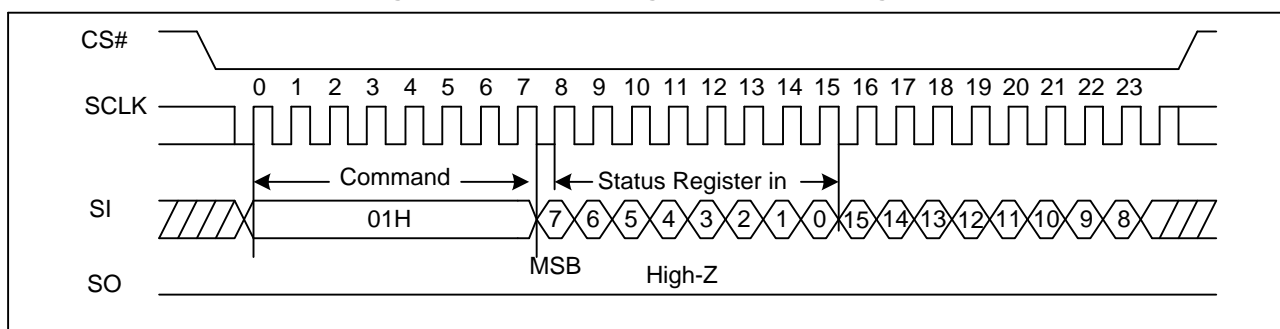 CS#
0 1 2 3 4 5 6 7 8 9 10 11 12 13 14 15 16 17 18 19 20 21 22 23
SCLK
Command Status Register in
SI 01H 7 6 5 4 3 2 1 0 15 14 13 12 11 10 9 8
MSB High-Z
SO